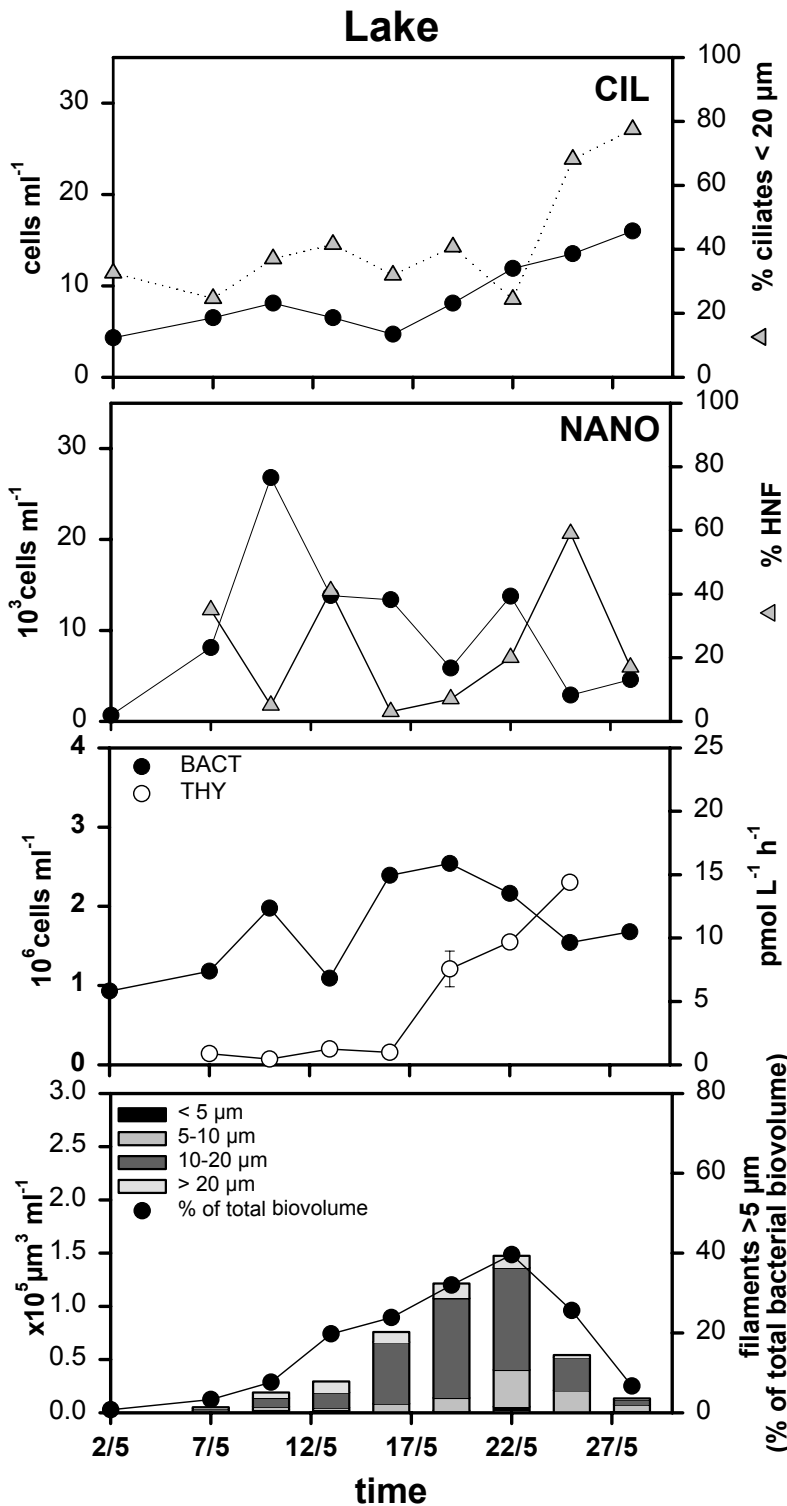 Lake
CIL
30
20
10
0
cells ml⁻¹
100
80
60
40
20
0
% ciliates < 20 µm
NANO
30
20
10
0
10³cells ml⁻¹
100
80
60
40
20
0
% HNF
BACT
THY
4
3
2
1
0
10⁶cells ml⁻¹
25
20
15
10
5
0
pmol L⁻¹ h⁻¹
< 5 µm
5-10 µm
10-20 µm
> 20 µm
% of total biovolume
3.0
2.5
2.0
1.5
1.0
0.5
0.0
x10⁵µm³ ml⁻¹
80
60
40
20
0
filaments >5 µm
(% of total bacterial biovolume)
2/5 7/5 12/5 17/5 22/5 27/5
time